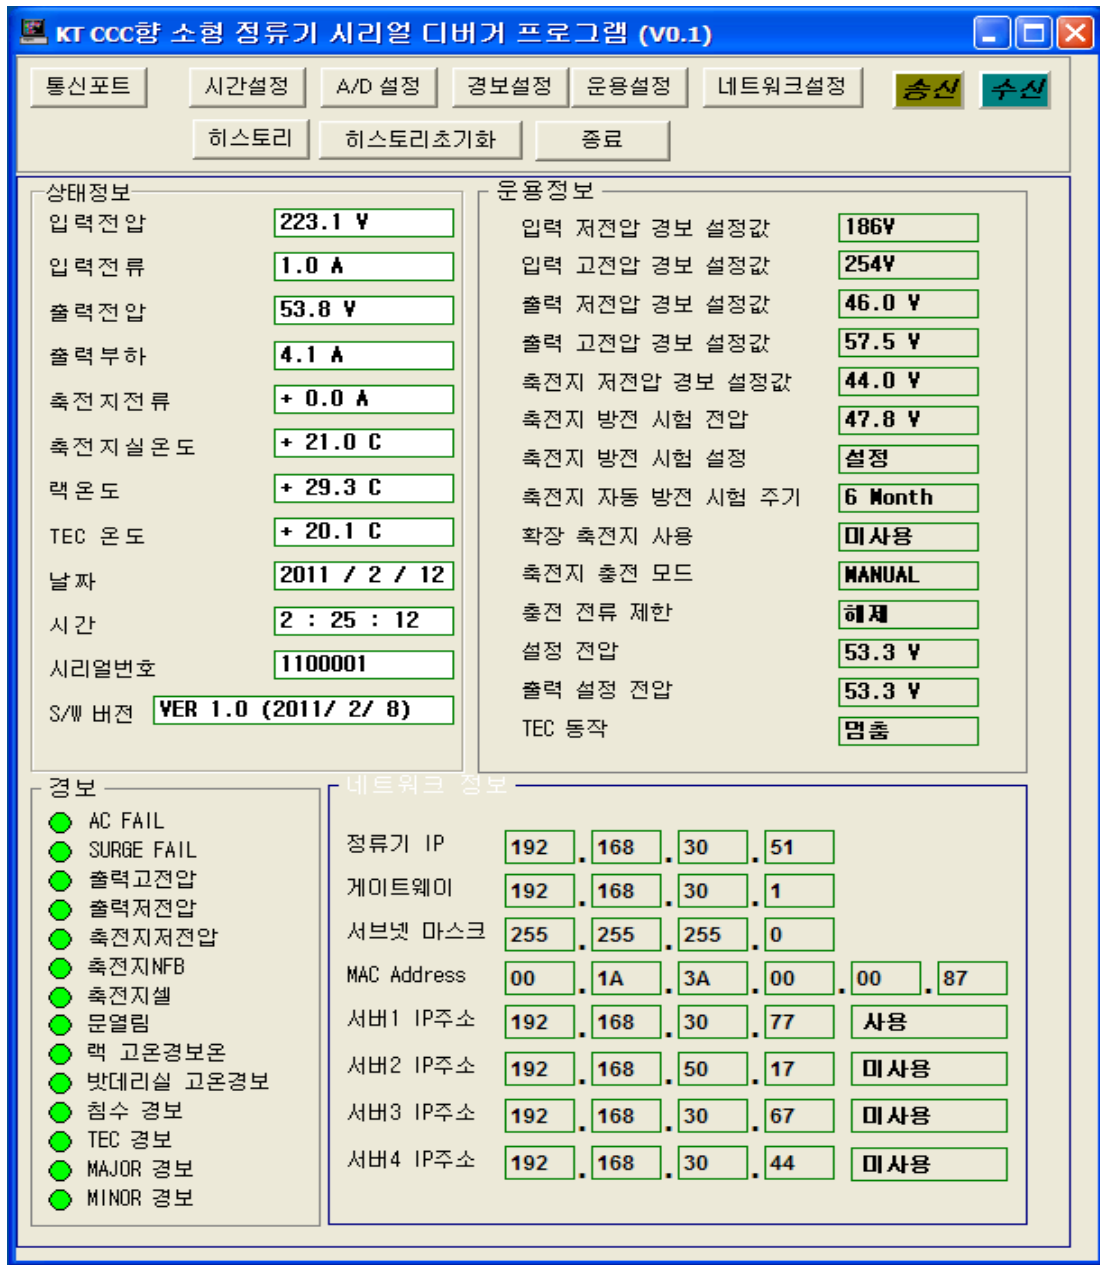 KT CCC향 소형 정류기 시리얼 디버거 프로그램 (V0.1)
통신포트 시간설정 A/D 설정 경보설정 운용설정 네트워크설정 송신 수신
히스토리 히스토리초기화 종료
상태정보
입력전압 223.1 V
입력전류 1.0 A
출력전압 53.8 V
출력부하 4.1 A
축전지전류 + 0.0 A
축전지실온도 + 21.0 C
랙온도 + 29.3 C
TEC 온도 + 20.1 C
날짜 2011 / 2 / 12
시간 2 : 25 : 12
시리얼번호 1100001
S/W 버전 VER 1.0 (2011/ 2/ 8)
운용정보
입력 저전압 경보 설정값 186V
입력 고전압 경보 설정값 254V
출력 저전압 경보 설정값 46.0 V
출력 고전압 경보 설정값 57.5 V
축전지 저전압 경보 설정값 44.0 V
축전지 방전 시험 전압 47.8 V
축전지 방전 시험 설정 설정
축전지 자동 방전 시험 주기 6 Month
확장 축전지 사용 미사용
축전지 충전 모드 MANUAL
충전 전류 제한 해제
설정 전압 53.3 V
출력 설정 전압 53.3 V
TEC 동작 멈춤
경보
AC FAIL
SURGE FAIL
출력고전압
출력저전압
축전지저전압
축전지NFB
축전지셀
문열림
랙 고온경보온
밧데리실 고온경보
침수 경보
TEC 경보
MAJOR 경보
MINOR 경보
네트워크 정보
정류기 IP 192 . 168 . 30 . 51
게이트웨이 192 . 168 . 30 . 1
서브넷 마스크 255 . 255 . 255 . 0
MAC Address 00 . 1A . 3A . 00 . 00 . 87
서버1 IP주소 192 . 168 . 30 . 77 사용
서버2 IP주소 192 . 168 . 50 . 17 미사용
서버3 IP주소 192 . 168 . 30 . 67 미사용
서버4 IP주소 192 . 168 . 30 . 44 미사용